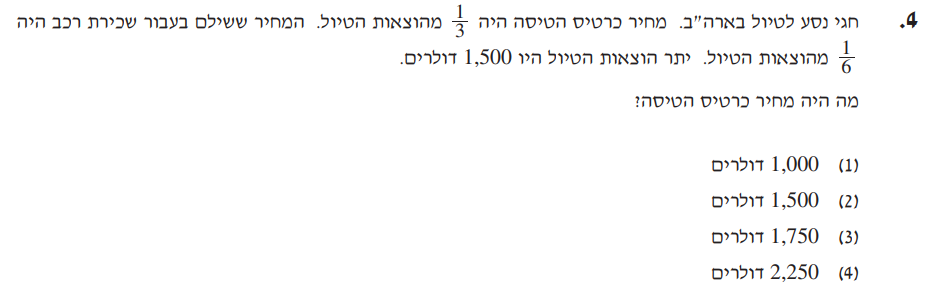 4. חגי נסע לטיול בארה"ב. מחיר כרטיס הטיסה היה 1/3 מהוצאות הטיול. המחיר ששילם בעבור שכירת רכב היה
1/6 מהוצאות הטיול. יתר הוצאות הטיול היו 1,500 דולרים.
מה היה מחיר כרטיס הטיסה?
(1) 1,000 דולרים
(2) 1,500 דולרים
(3) 1,750 דולרים
(4) 2,250 דולרים